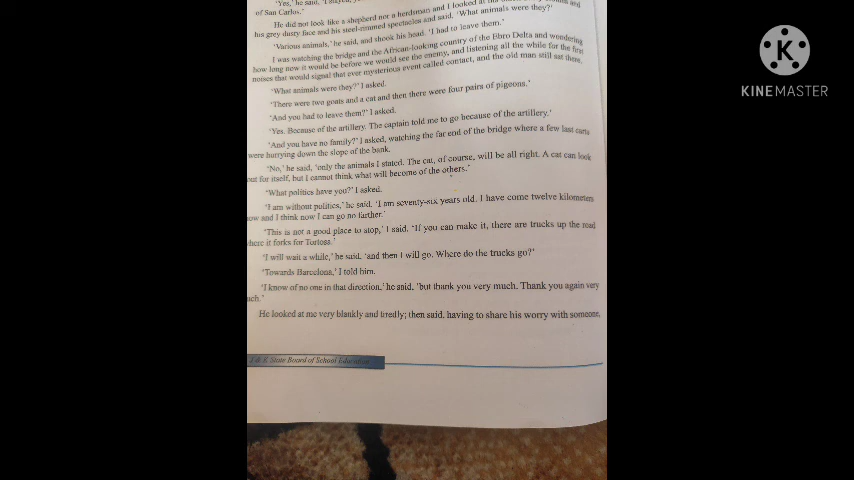 'Yes,' he said, 'I stayed,
of San Carlos.'
He did not look like a shepherd nor a herdsman and I looked at his
his grey dusty face and his steel-rimmed spectacles and said, 'What animals were they?'
'Various animals,' he said, and shook his head. 'I had to leave them.'
I was watching the bridge and the African-looking country of the Ebro Delta and wondering
how long now it would be before we would see the enemy, and listening all the while for the first
noises that would signal that ever mysterious event called contact, and the old man still sat there.
'What animals were they?' I asked.
'There were two goats and a cat and then there were four pairs of pigeons.'
'And you had to leave them?' I asked.
'Yes. Because of the artillery. The captain told me to go because of the artillery.'
'And you have no family?' I asked, watching the far end of the bridge where a few last carts
were hurrying down the slope of the bank.
'No,' he said, 'only the animals I stated. The cat, of course, will be all right. A cat can look
out for itself, but I cannot think what will become of the others.'
'What politics have you?' I asked.
'I am without politics,' he said. 'I am seventy-six years old. I have come twelve kilometers
now and I think now I can go no farther.'
'This is not a good place to stop,' I said. 'If you can make it, there are trucks up the road
where it forks for Tortosa.'
'I will wait a while,' he said, 'and then I will go. Where do the trucks go?'
'Towards Barcelona,' I told him.
'I know of no one in that direction,' he said, 'but thank you very much. Thank you again very
much.'
He looked at me very blankly and tiredly; then said, having to share his worry with someone,
J & K State Board of School Education
KINEMASTER